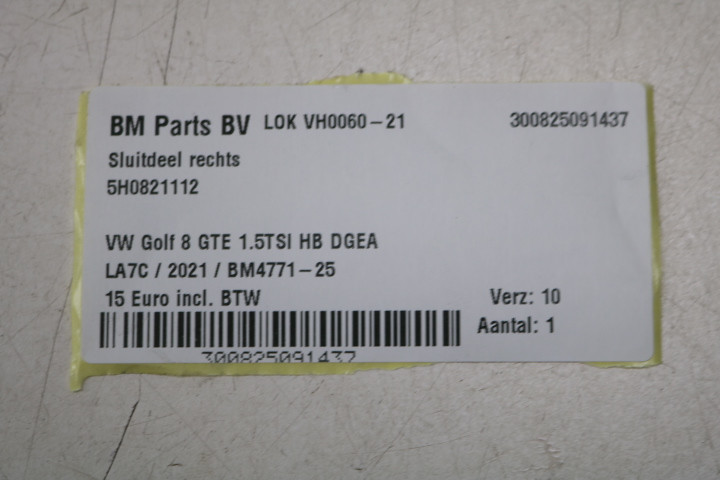 BM Parts BV LOK VH0060-21 300825091437
Sluitdeel rechts
5H0821112
VW Golf 8 GTE 1.5TSI HB DGEA
LA7C / 2021 / BM4771-25
15 Euro incl. BTW Verz: 10
Aantal: 1
300825091437